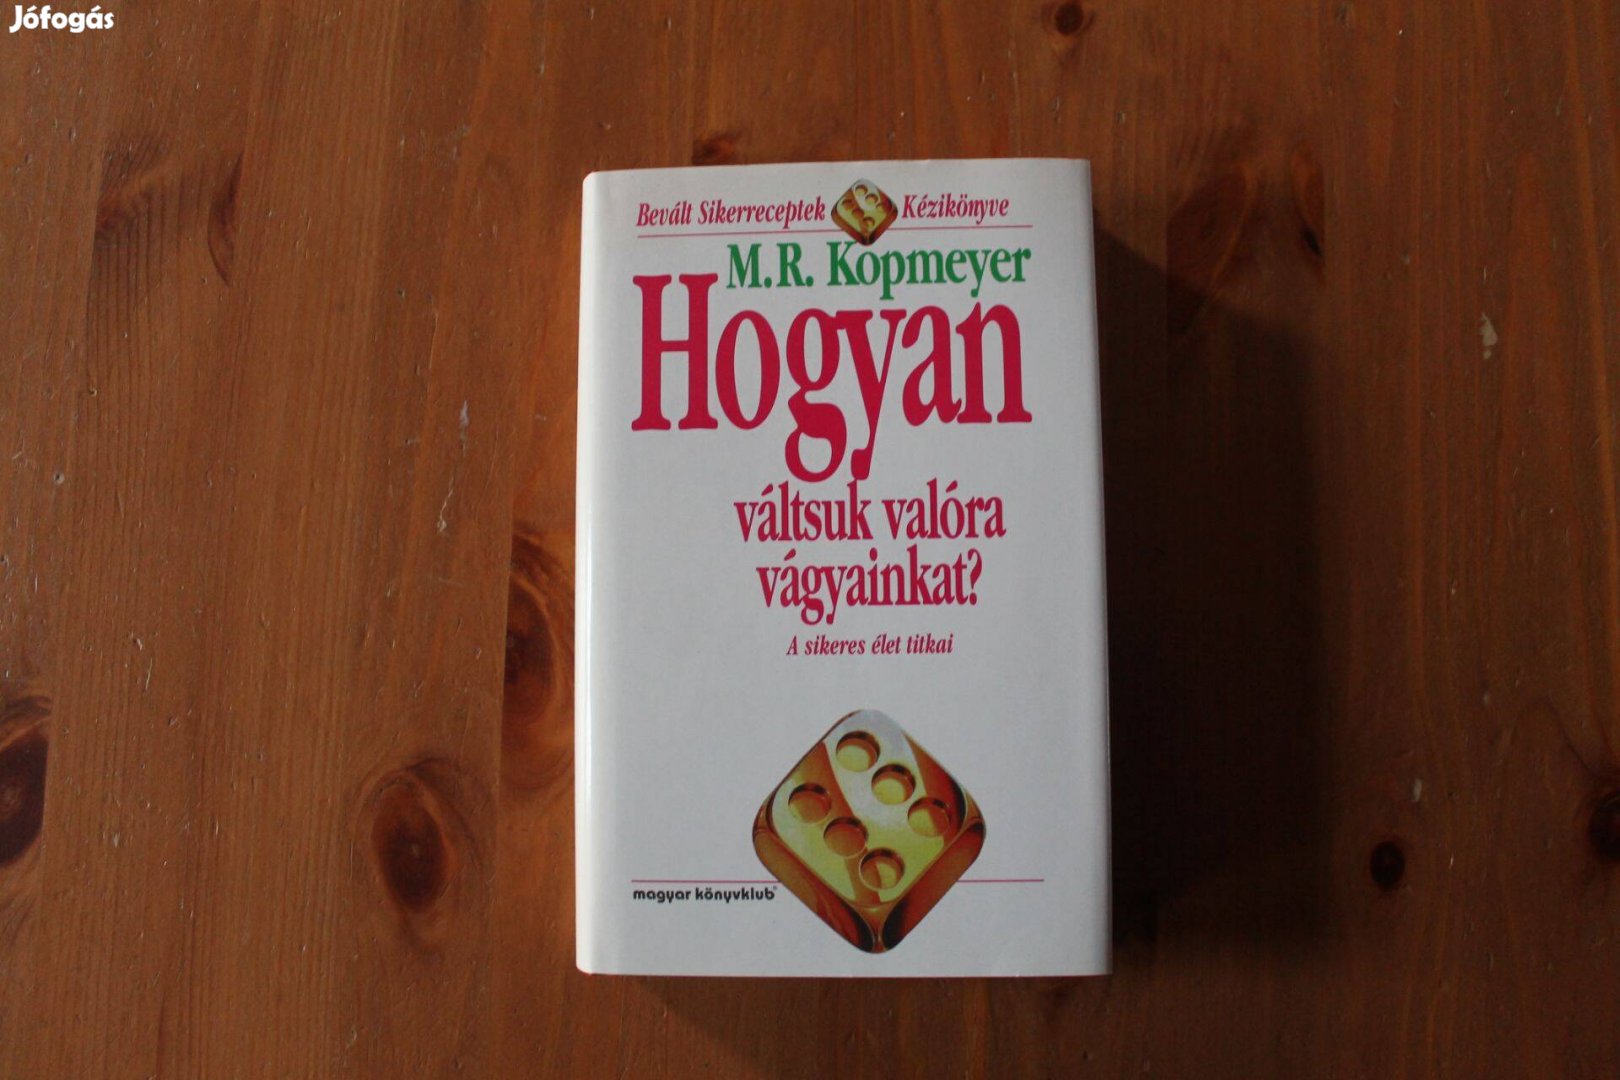 Jófogás
Bevált Sikerreceptek Kézikönyve
M.R. Kopmeyer
Hogyan
váltsuk valóra
vágyainkat?
A sikeres élet titkai
magyar könyvklub®